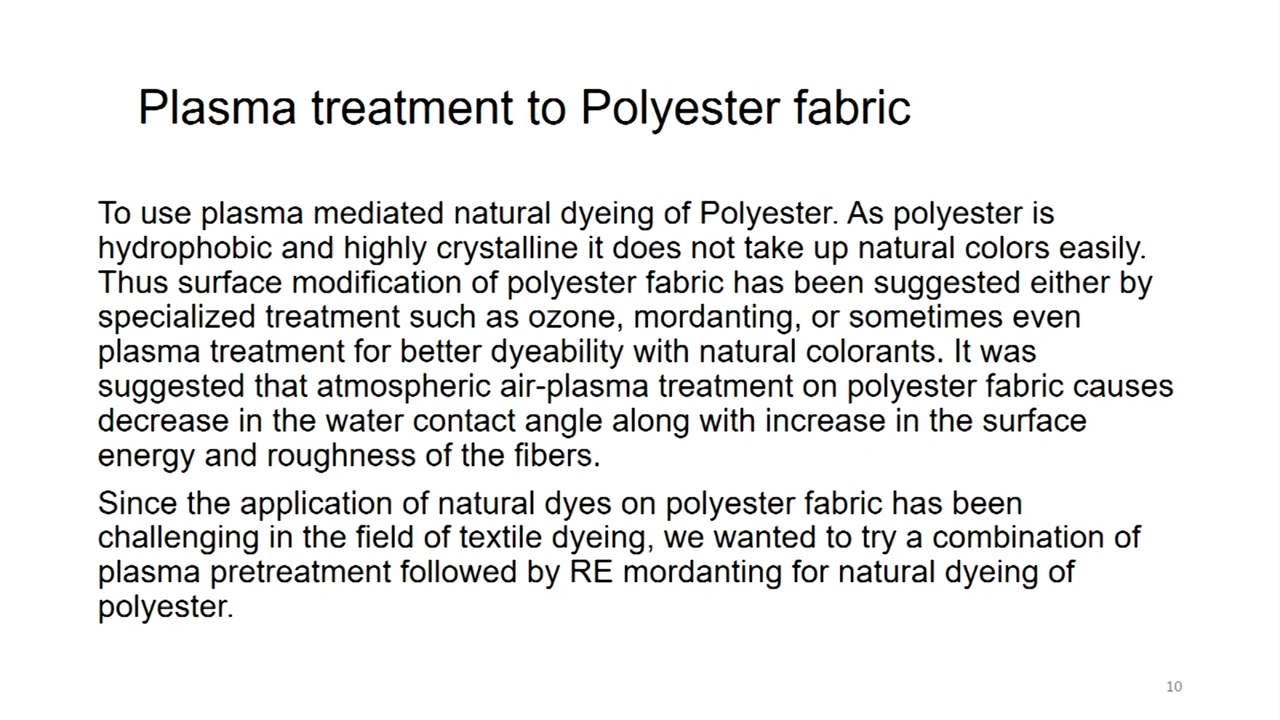 Plasma treatment to Polyester fabric
To use plasma mediated natural dyeing of Polyester. As polyester is
hydrophobic and highly crystalline it does not take up natural colors easily.
Thus surface modification of polyester fabric has been suggested either by
specialized treatment such as ozone, mordanting, or sometimes even
plasma treatment for better dyeability with natural colorants. It was
suggested that atmospheric air-plasma treatment on polyester fabric causes
decrease in the water contact angle along with increase in the surface
energy and roughness of the fibers.
Since the application of natural dyes on polyester fabric has been
challenging in the field of textile dyeing, we wanted to try a combination of
plasma pretreatment followed by RE mordanting for natural dyeing of
polyester.
10